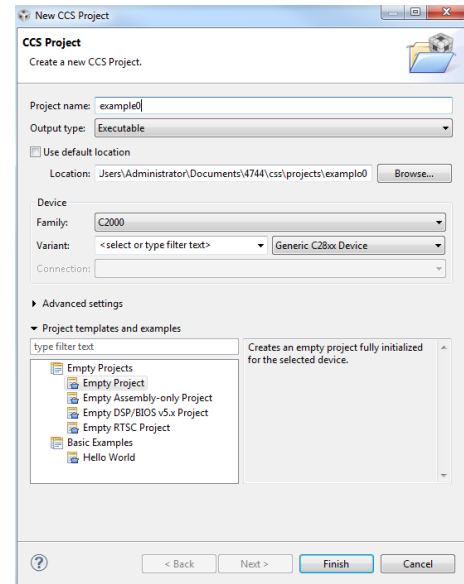 New CCS Project
CCS Project
Create a new CCS Project.
Project name: example0
Output type: Executable
Use default location
Location: Users\Administrator\Documents\4744\css\projects\examplo0 Browse...
Device
Family: C2000
Variant: <select or type filter text> Generic C28xx Device
Connection:
Advanced settings
Project templates and examples
type filter text
Creates an empty project fully initialized
for the selected device.
Empty Projects
Empty Project
Empty Assembly-only Project
Empty DSP/BIOS v5.x Project
Empty RTSC Project
Basic Examples
Hello World
? < Back Next > Finish Cancel